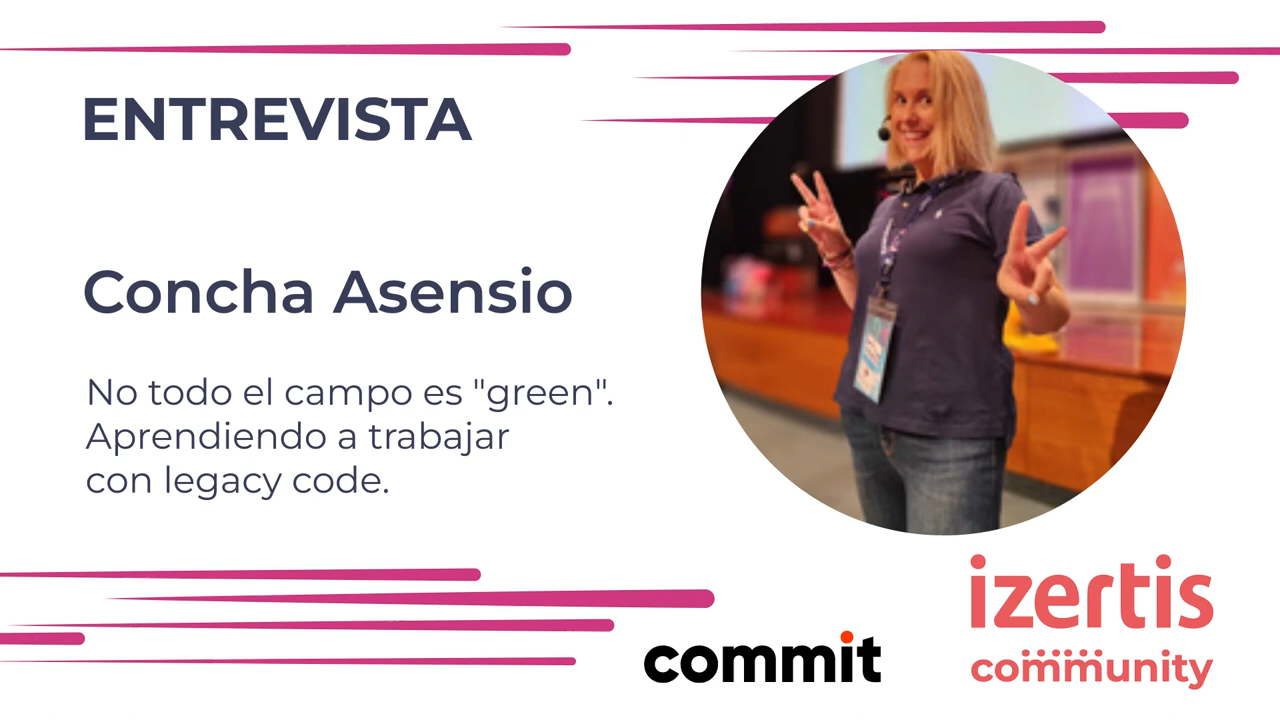 ENTREVISTA
Concha Asensio
No todo el campo es "green".
Aprendiendo a trabajar
con legacy code.
commit
izertis
community